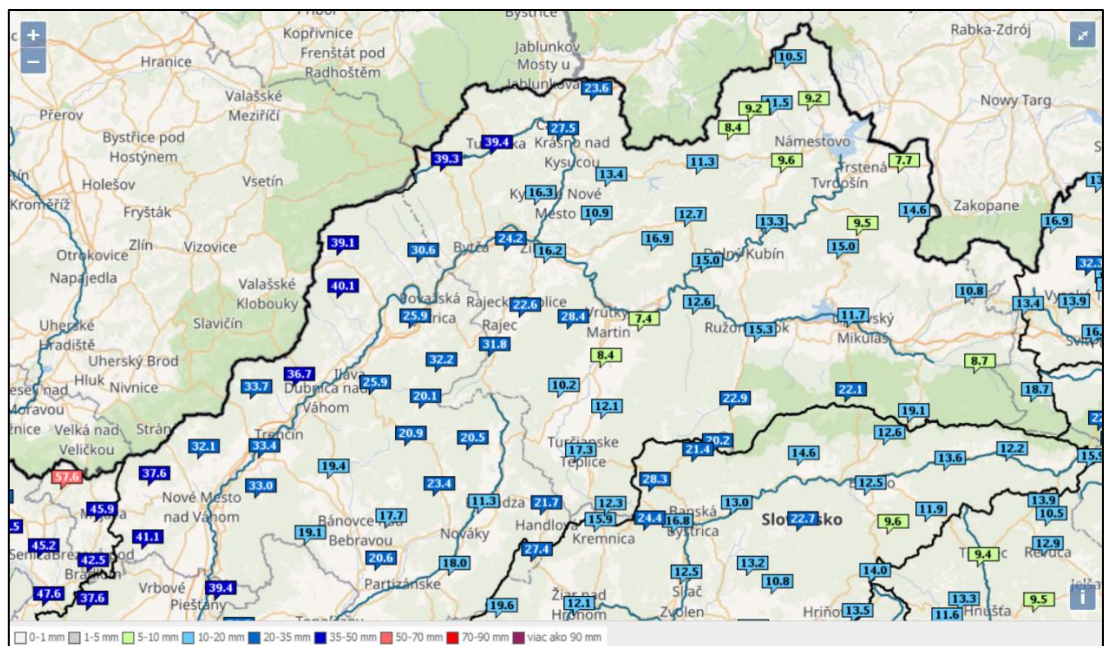 Bystřice
Kopřivnice
Rabka-Zdrój
Frenštát pod
Radhoštěm
Jablunkov
Mosty u
Jablunkova
Hranice
10.5
23.6
Valašské
Meziříčí
9.2
11.5
9.2
Nowy Targ
Přerov
8.4
27.5
Bystřice pod
Hostýnem
39.4
Krásno nad
Kysucou
Námestovo
39.3
11.3
9.6
7.7
Trstená
Tvrdošín
Holešov
Vsetín
13.4
Kroměříž
Fryšták
16.3
Nové
Mesto
10.9
12.7
13.3
14.6
Zakopane
9.5
16.9
Zlín
Vizovice
39.1
30.6
Bytča
24.2
16.2
16.9
15.0
Dolný Kubín
15.0
Otrokovice
Napajedla
32.3
Valašské
Klobouky
40.1
10.8
13.4
13.9
Slavičín
25.9
22.6
28.4
Vrútky
Martin
7.4
12.6
15.3
11.7
Mikuláš
Rajec
Uherské
Hradiště
Uherský Brod
31.8
32.2
8.4
8.7
Hluk
Nivnice
33.7
36.7
Ilava
Dubnica nad
Váhom
25.9
20.1
10.2
22.9
22.1
18.7
12.1
19.1
Velká nad
Veličkou
Trenčín
32.1
33.4
20.9
20.5
Turčianske
Teplice
17.3
21.4
20.2
14.6
12.6
13.6
12.2
15.9
57.6
37.6
33.0
19.4
23.4
28.3
12.5
Nové Mesto
nad Váhom
45.9
17.7
11.3
21.7
12.3
13.0
13.9
Handlová
15.9
24.4
16.8
Banská
Bystrica
22.7
Slovensko
9.6
11.9
10.5
Kremnica
41.1
19.1
Bánovce nad
Bebravou
Nováky
45.2
42.5
20.6
27.4
9.4
12.9
Revúca
Partizánske
18.0
12.5
13.2
10.8
14.0
47.6
37.6
Vrbové
Piešťany
39.4
Sliač
Zvolen
19.6
12.1
Žiar nad
Hronom
13.5
13.3
11.6
Hnúšťa
9.5
0-1 mm 1-5 mm 5-10 mm 10-20 mm 20-35 mm 35-50 mm 50-70 mm 70-90 mm viac ako 90 mm